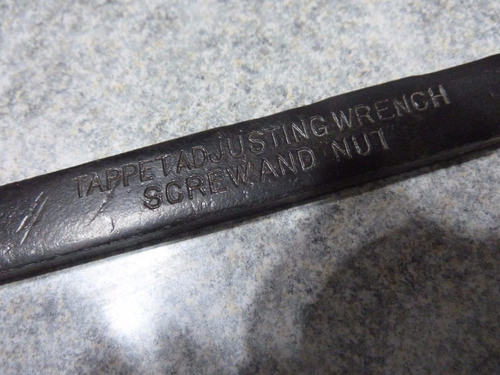 TAPPET ADJUSTING WRENCH
SCREW AND NUT